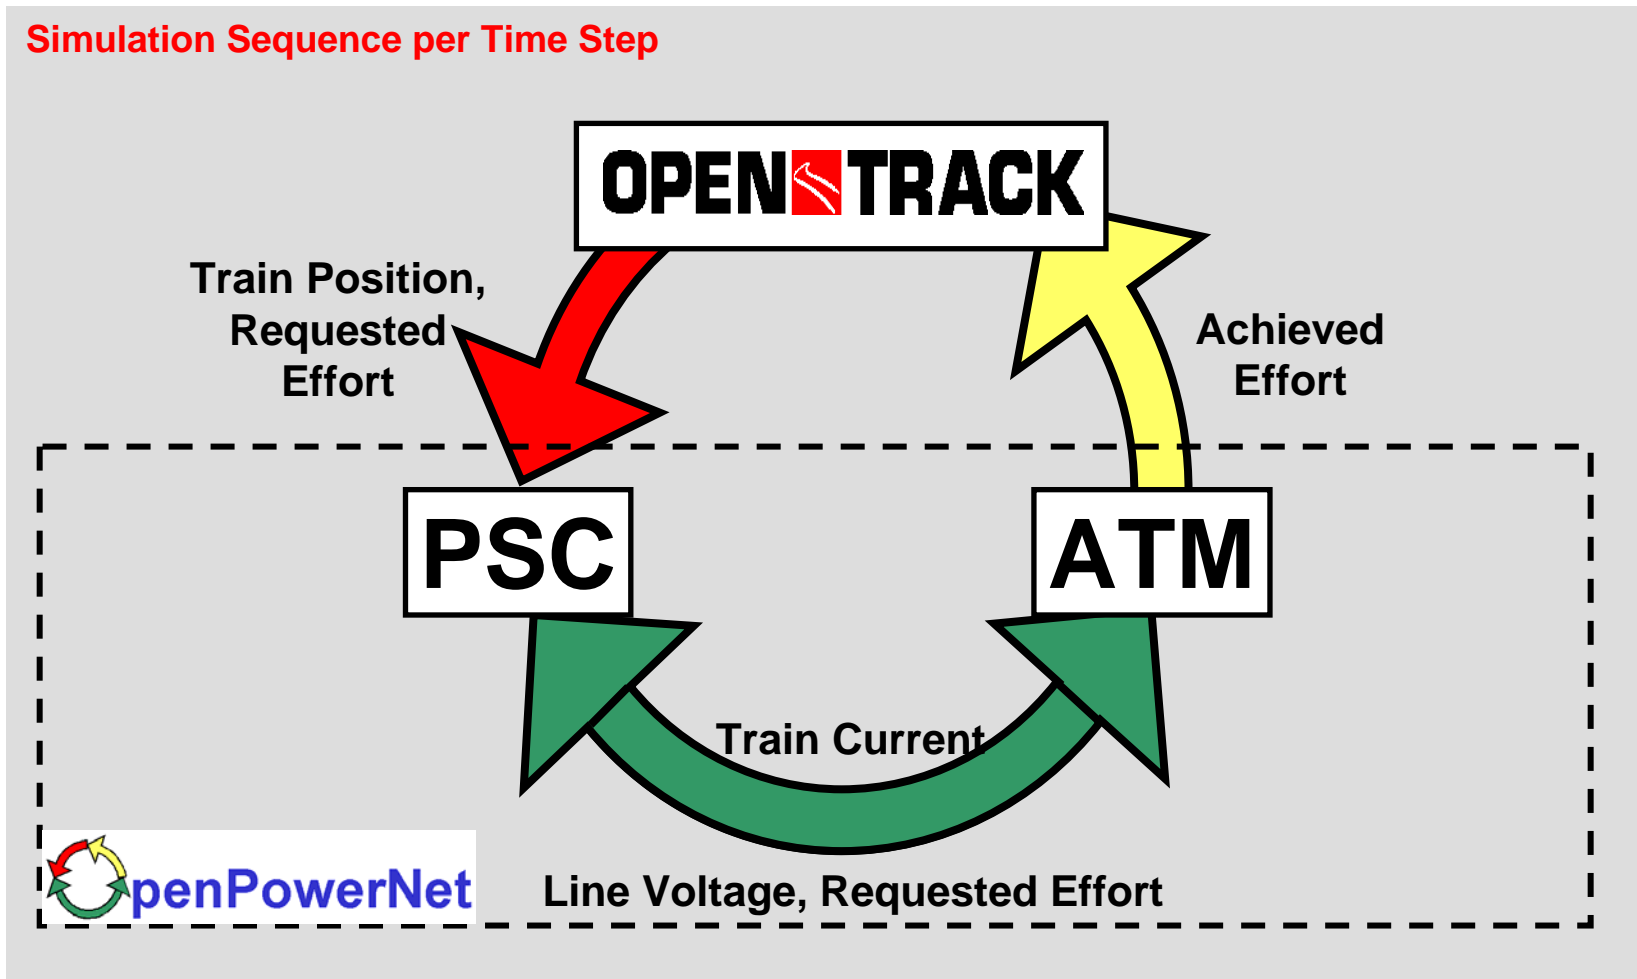 Simulation Sequence per Time Step
OPEN TRACK
Train Position,
Requested
Effort
Achieved
Effort
PSC
ATM
Train Current
penPowerNet
Line Voltage, Requested Effort